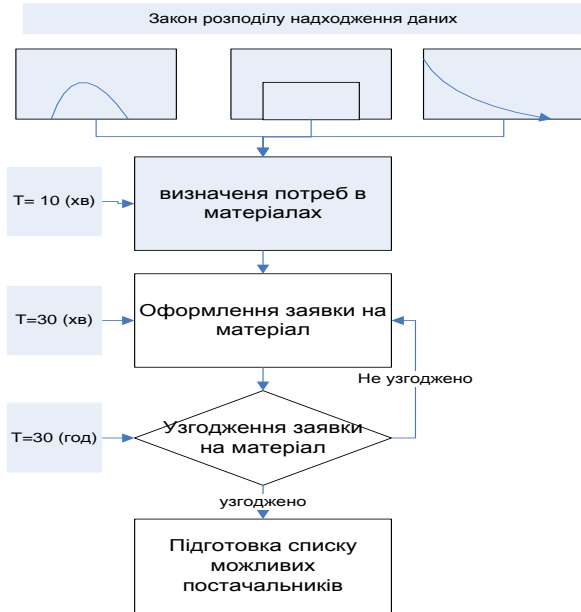 Закон розподілу надходження даних
T= 10 (хв)
визначеня потреб в
матеріалах
T=30 (хв)
Оформлення заявки на
матеріал
Не узгоджено
T=30 (год)
Узгодження заявки
на матеріал
узгоджено
Підготовка списку
можливих
постачальників